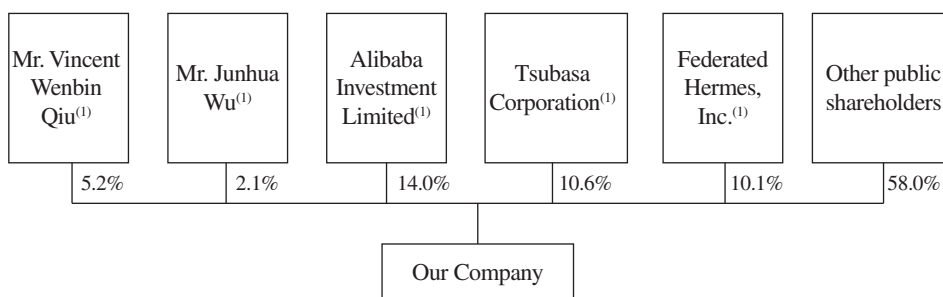 Mr. Vincent
Wenbin
Qiu(1)
Mr. Junhua
Wu(1)
Alibaba
Investment
Limited(1)
Tsubasa
Corporation(1)
Federated
Hermes,
Inc.(1)
Other public
shareholders
5.2%
2.1%
14.0%
10.6%
10.1%
58.0%
Our Company